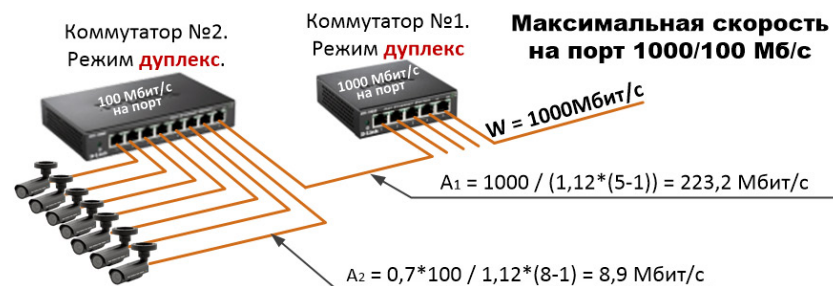 Коммутатор №2.
Режим дуплекс.
Коммутатор №1.
Режим дуплекс
Максимальная скорость
на порт 1000/100 Мб/с
100 Мбит/с
на порт
1000 Мбит/с
на порт
W = 1000Мбит/с
A1 = 1000 / (1,12*(5-1)) = 223,2 Мбит/с
A2 = 0,7*100 / 1,12*(8-1) = 8,9 Мбит/с